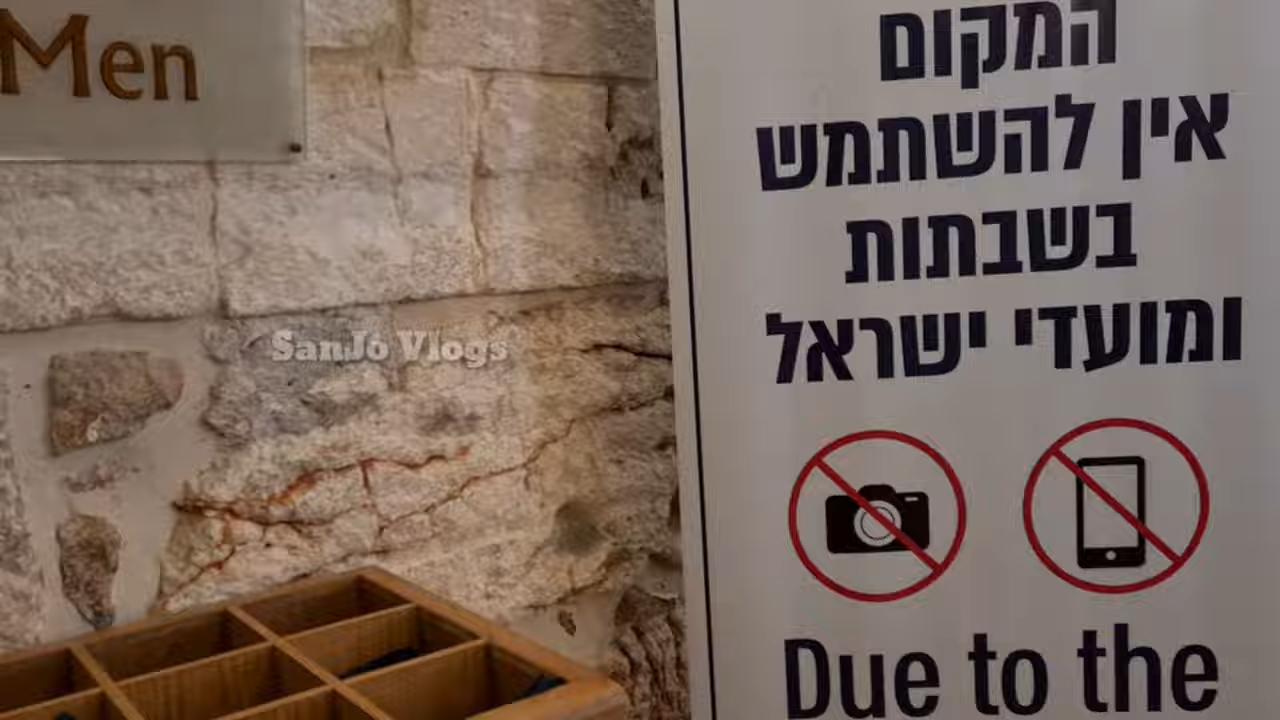 Men
SanJo Vlogs
המקום
אין להשתמש
בשבתות
ומועדי ישראל
Due to the